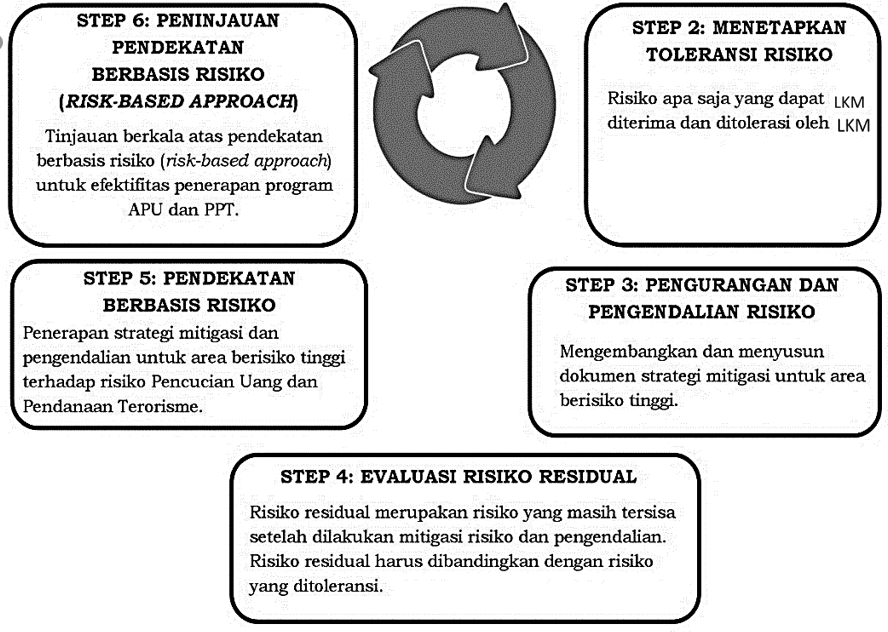 STEP 6: PENINJAUAN
PENDEKATAN
BERBASIS RISIKO
(RISK-BASED APPROACH)
Tinjauan berkala atas pendekatan
berbasis risiko (risk-based approach)
untuk efektifitas penerapan program
APU dan PPT.
STEP 2: MENETAPKAN
TOLERANSI RISIKO
Risiko apa saja yang dapat LKM
diterima dan ditolerasi oleh LKM
STEP 5: PENDEKATAN
BERBASIS RISIKO
Penerapan strategi mitigasi dan
pengendalian untuk area berisiko tinggi
terhadap risiko Pencucian Uang dan
Pendanaan Terorisme.
STEP 3: PENGURANGAN DAN
PENGENDALIAN RISIKO
Mengembangkan dan menyusun
dokumen strategi mitigasi untuk area
berisiko tinggi.
STEP 4: EVALUASI RISIKO RESIDUAL
Risiko residual merupakan risiko yang masih tersisa
setelah dilakukan mitigasi risiko dan pengendalian.
Risiko residual harus dibandingkan dengan risiko
yang ditoleransi.